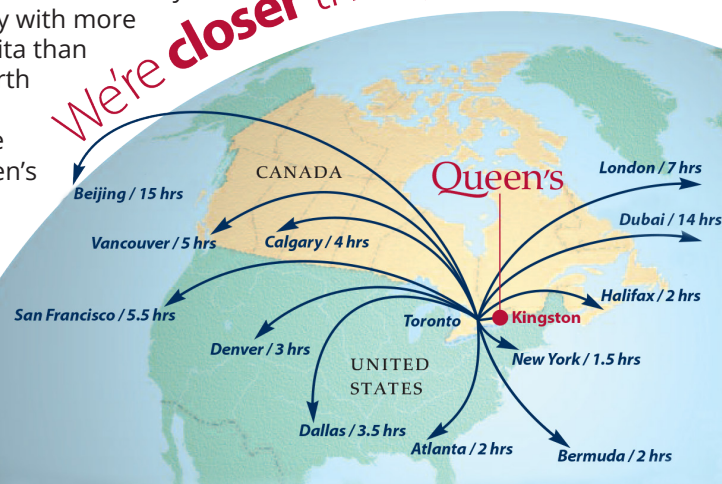 y with more
ita than
rth
e
en's
We're closer
CANADA
Queen's
London / 7 hrs
Beijing / 15 hrs
Dubai / 14 hrs
Vancouver / 5 hrs
Calgary / 4 hrs
Halifax / 2 hrs
San Francisco / 5.5 hrs
Toronto
Kingston
Denver / 3 hrs
New York / 1.5 hrs
UNITED
STATES
Dallas / 3.5 hrs
Atlanta / 2 hrs
Bermuda / 2 hrs